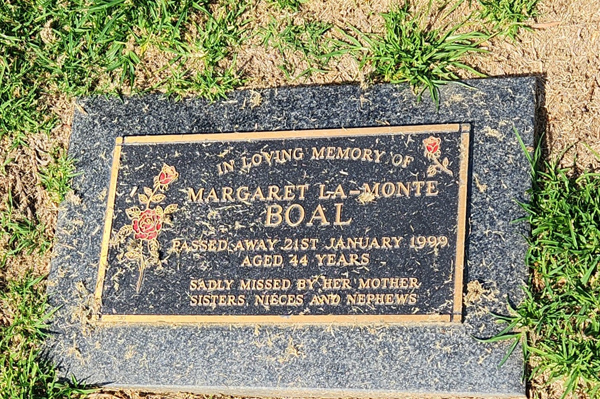 IN LOVING MEMORY OF
MARGARET LA-MONTE
BOAL
PASSED AWAY 21ST JANUARY 1999
AGED 44 YEARS
SADLY MISSED BY HER MOTHER
SISTERS, NIECES AND NEPHEWS